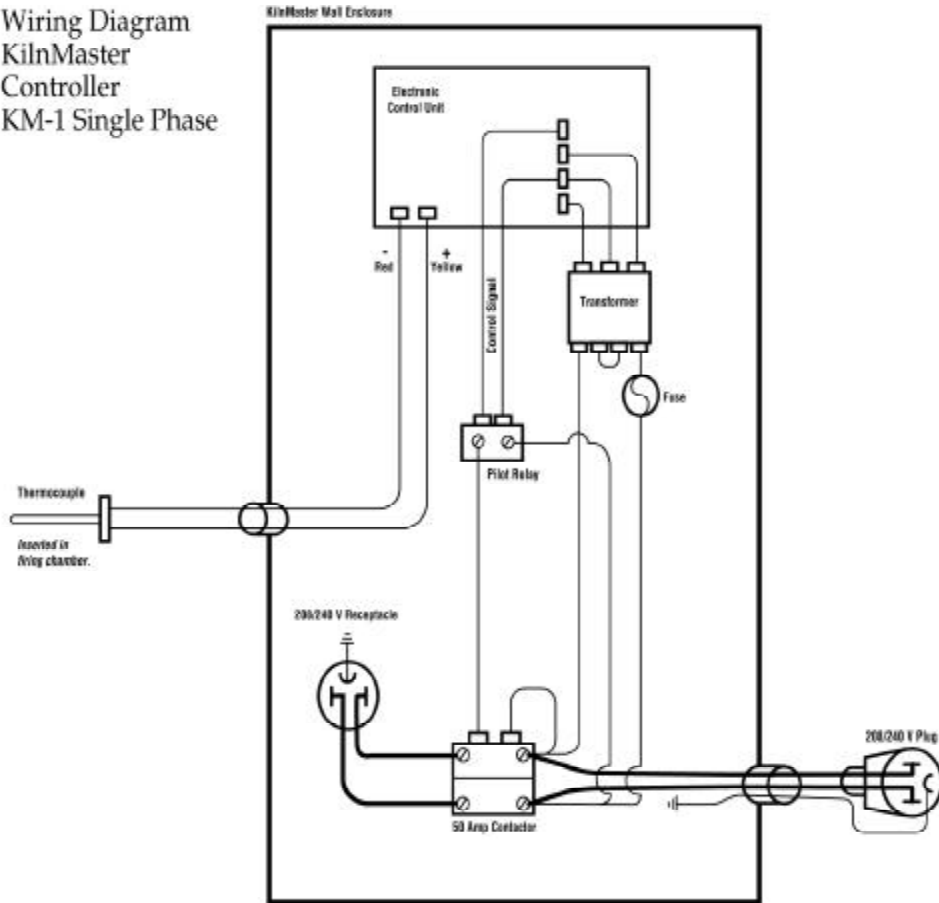 Wiring Diagram
KilnMaster
Controller
KM-1 Single Phase
KilnMaster Wall Enclosure
Electronic
Control Unit
-
Red
+
Yellow
Control Signal
Transformer
Fuse
Pilot Relay
Thermocouple
Inserted in
firing chamber.
208/240 V Receptacle
208/240 V Plug
50 Amp Contactor